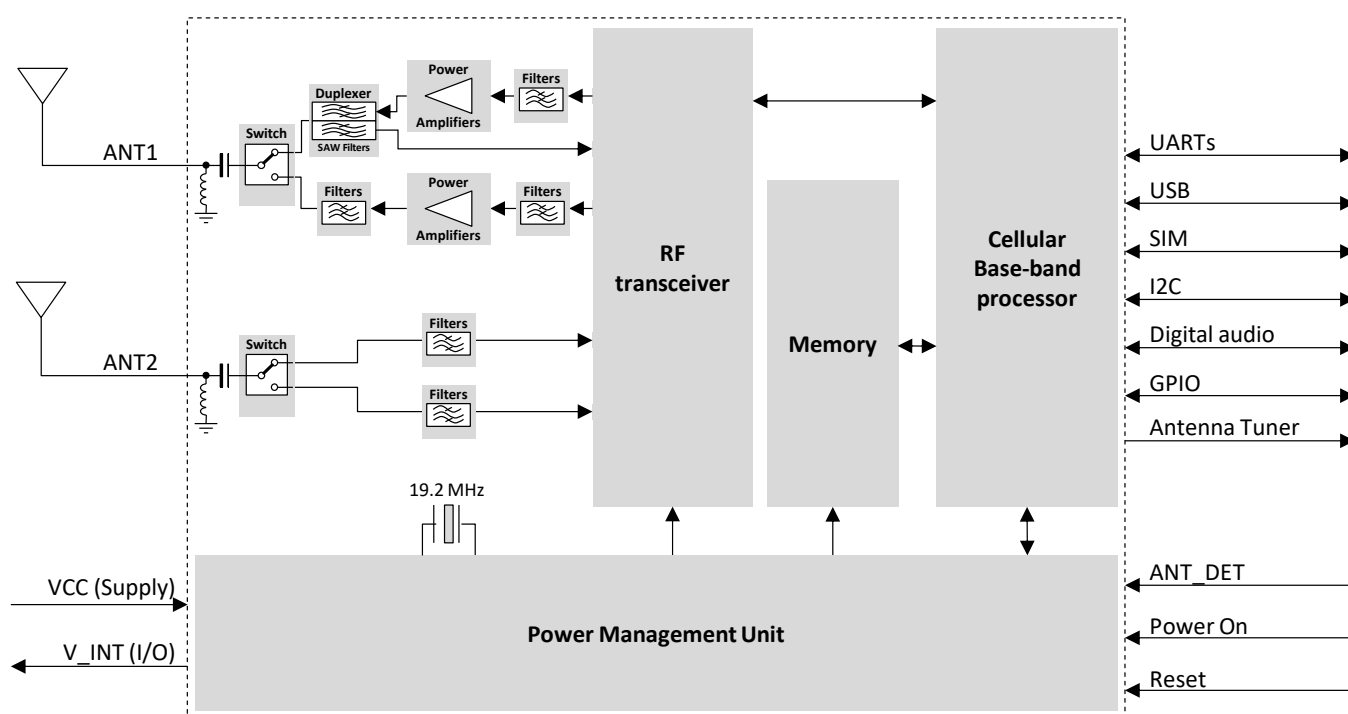 Power
Filters
Duplexer
Amplifiers
Switch
SAW Filters
ANT1
UARTs
Filters
Power
Filters
USB
Amplifiers
RF
transceiver
Cellular
Base-band
processor
SIM
I2C
Filters
Switch
Memory
Digital audio
ANT2
Filters
GPIO
Antenna Tuner
19.2 MHz
VCC (Supply)
ANT_DET
Power Management Unit
Power On
V_INT (I/O)
Reset